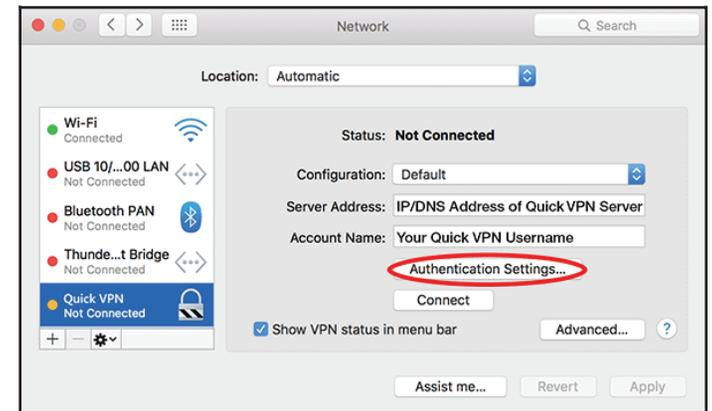 Network
Search
Location: Automatic
Wi-Fi
Connected
USB 10/...00 LAN
Not Connected
Bluetooth PAN
Not Connected
Thunde...t Bridge
Not Connected
Quick VPN
Not Connected
Status: Not Connected
Configuration: Default
Server Address: IP/DNS Address of Quick VPN Server
Account Name: Your Quick VPN Username
Authentication Settings...
Connect
Show VPN status in menu bar
Advanced...
?
Assist me...
Revert
Apply